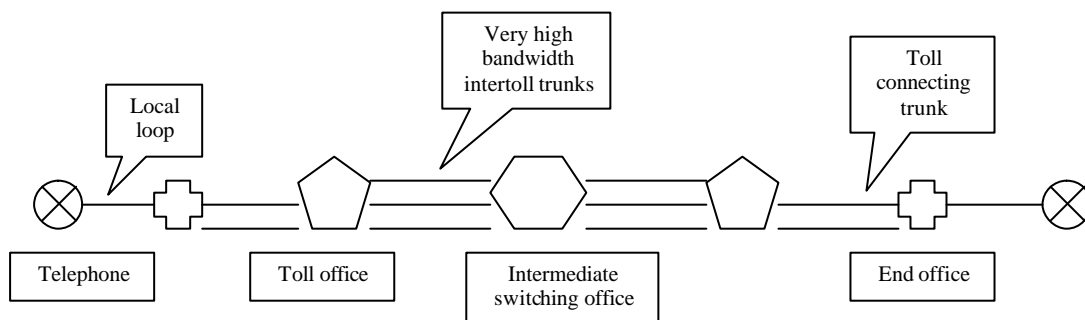 Very high
bandwidth
intertoll trunks
Toll
connecting
trunk
Local
loop
Telephone
Toll office
Intermediate
switching office
End office